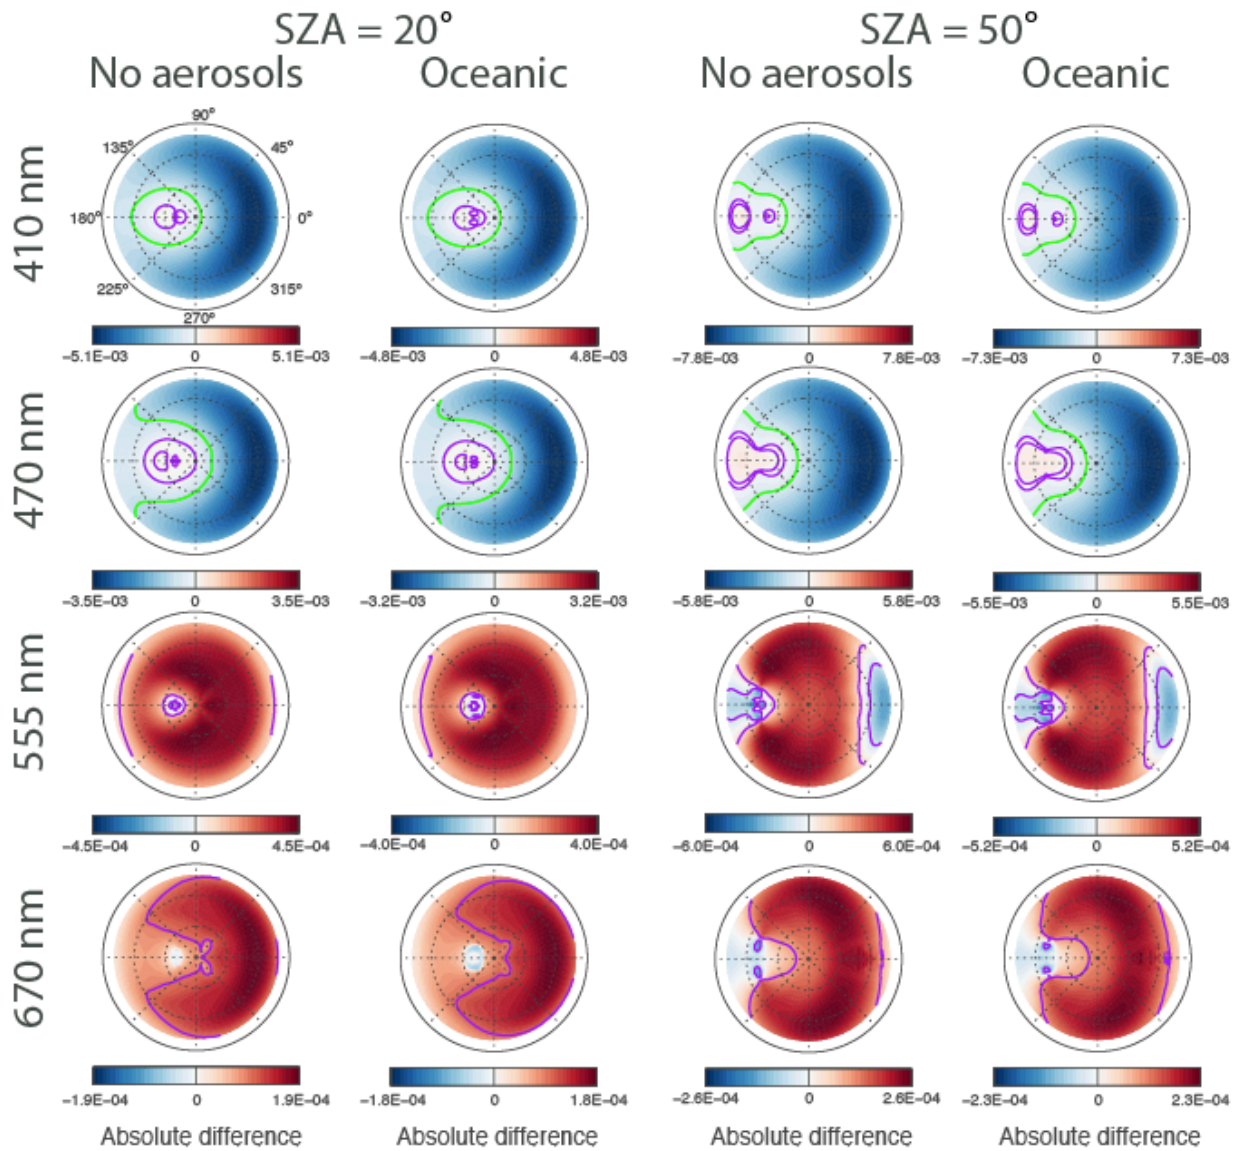 SZA = 20° SZA = 50°
No aerosols Oceanic No aerosols Oceanic
410 nm
90°
135° 45°
180° 0°
225° 315°
270°
−5.1E−03 0 5.1E−03 −4.8E−03 0 4.8E−03 −7.8E−03 0 7.8E−03 −7.3E−03 0 7.3E−03
470 nm
−3.5E−03 0 3.5E−03 −3.2E−03 0 3.2E−03 −5.8E−03 0 5.8E−03 −5.5E−03 0 5.5E−03
555 nm
−4.5E−04 0 4.5E−04 −4.0E−04 0 4.0E−04 −6.0E−04 0 6.0E−04 −5.2E−04 0 5.2E−04
670 nm
−1.9E−04 0 1.9E−04 −1.8E−04 0 1.8E−04 −2.6E−04 0 2.6E−04 −2.3E−04 0 2.3E−04
Absolute difference Absolute difference Absolute difference Absolute difference